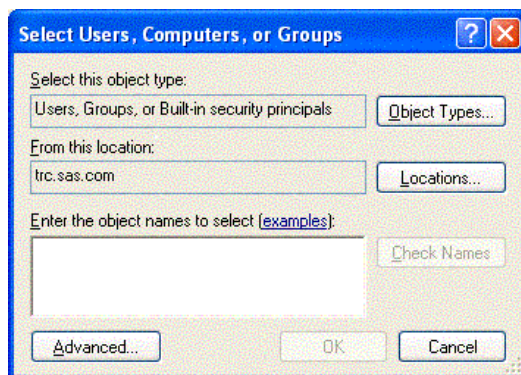 Select Users, Computers, or Groups
Select this object type:
Users, Groups, or Built-in security principals
Object Types...
From this location:
trc.sas.com
Locations...
Enter the object names to select (examples):
Check Names
Advanced...
OK
Cancel